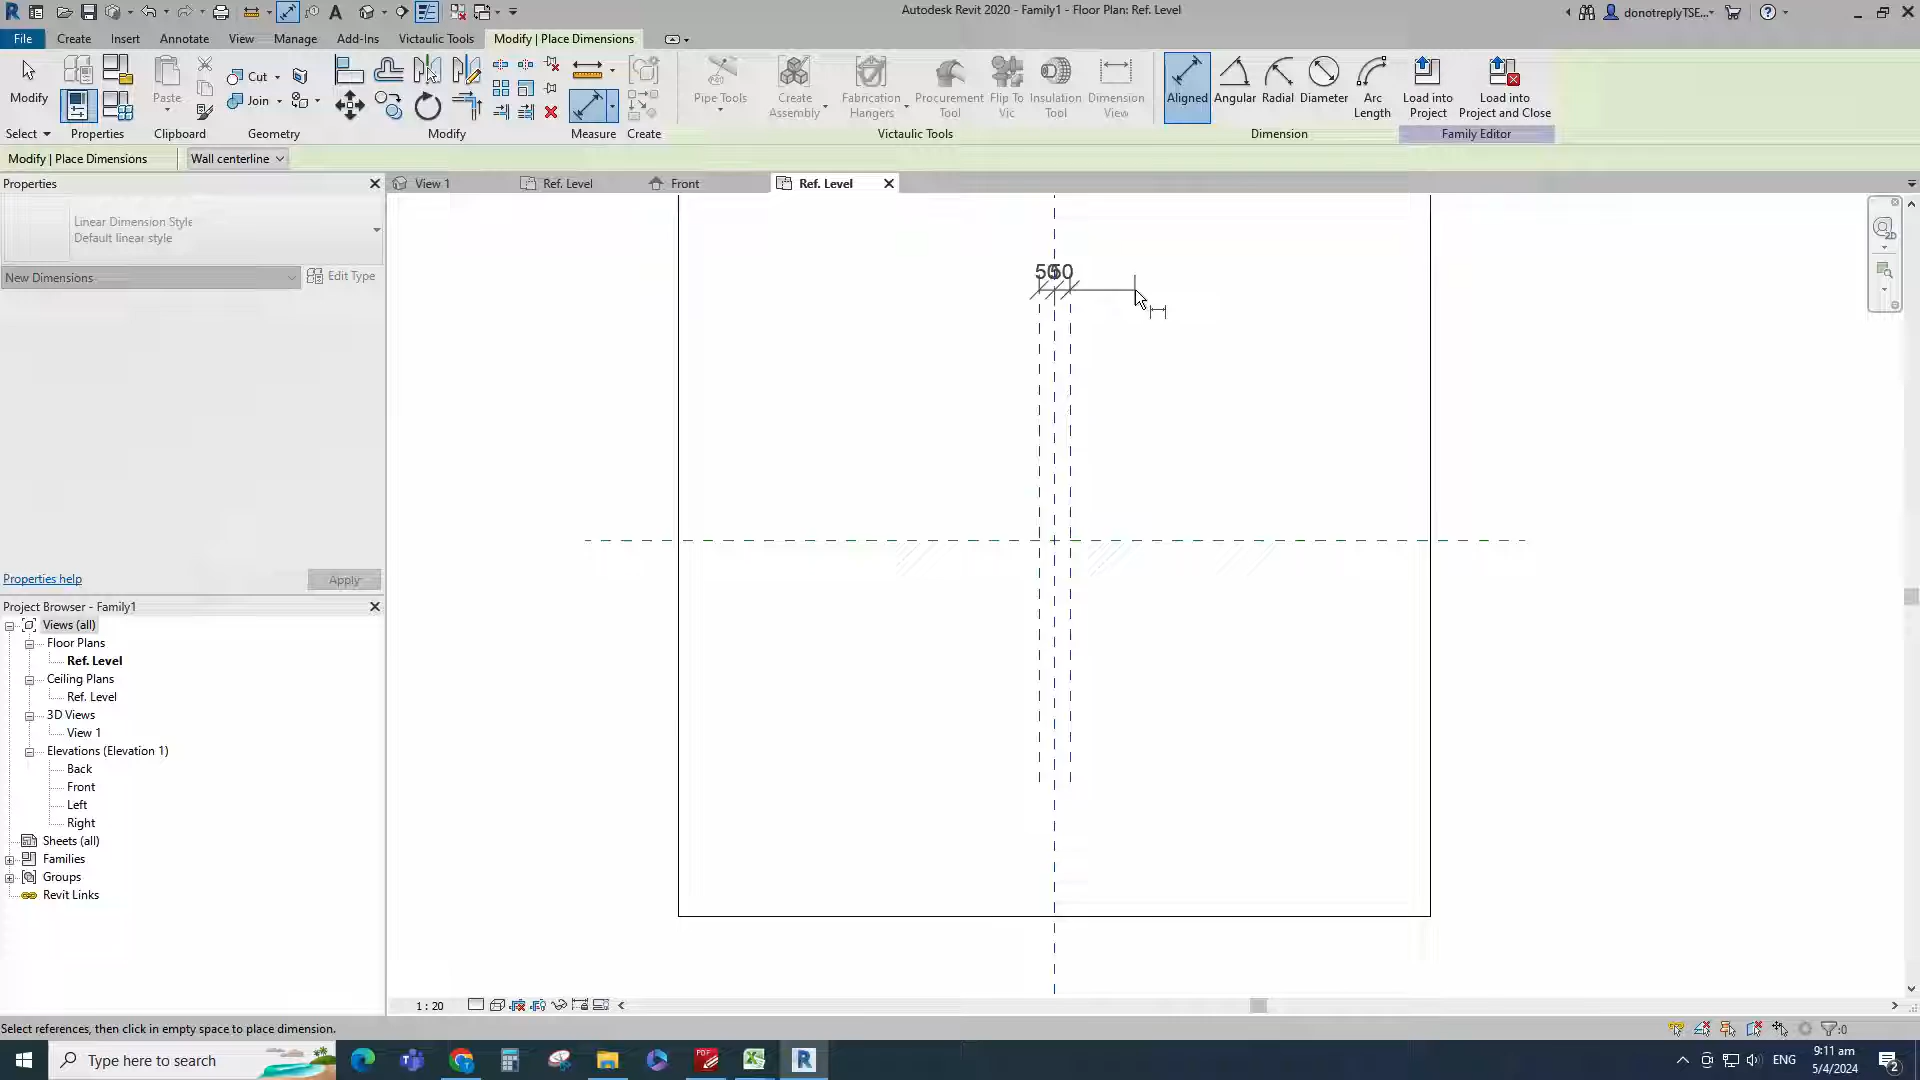 Autodesk Revit 2020 - Family1 - Floor Plan: Ref. Level
donotreplyTSE...
File
Create
Insert
Annotate
View
Manage
Add-Ins
Victaulic Tools
Modify | Place Dimensions
Modify
Paste
Cut
Join
Pipe Tools
Create Assembly
Fabrication Hangers
Procurement Tool
Flip To Vic
Insulation Tool
Dimension View
Aligned
Angular
Radial
Diameter
Arc Length
Load into Project
Load into Project and Close
Select
Properties
Clipboard
Geometry
Modify
Measure
Create
Victaulic Tools
Dimension
Family Editor
Modify | Place Dimensions
Wall centerline
Properties
View 1
Ref. Level
Front
Ref. Level
Linear Dimension Style
Default linear style
New Dimensions
Edit Type
50
50
2D
Properties help
Apply
Project Browser - Family1
Views (all)
Floor Plans
Ref. Level
Ceiling Plans
Ref. Level
3D Views
View 1
Elevations (Elevation 1)
Back
Front
Left
Right
Sheets (all)
Families
Groups
Revit Links
1 : 20
Select references, then click in empty space to place dimension.
:0
Type here to search
ENG
9:11 am
5/4/2024
2